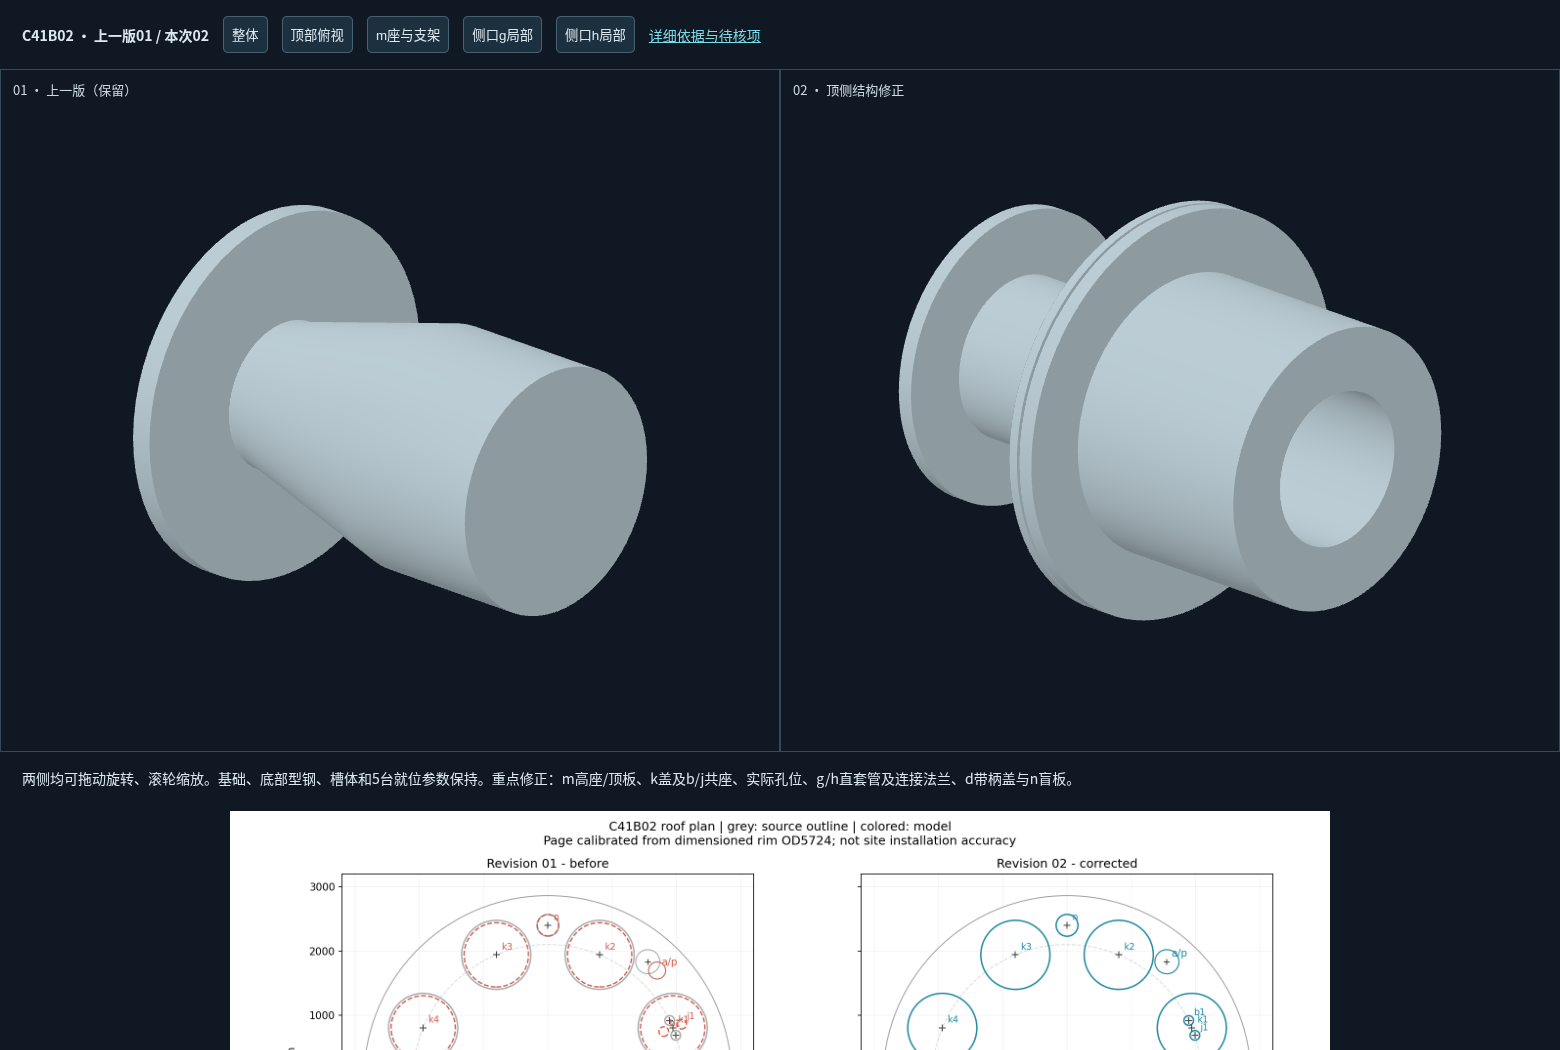 C41B02 · 上一版01 / 本次02 整体 顶部俯视 m座与支架 侧口g局部 侧口h局部 详细依据与待核项
01 · 上一版（保留）
02 · 顶侧结构修正
两侧均可拖动旋转、滚轮缩放。基础、底部型钢、槽体和5台就位参数保持。重点修正：m高座/顶板、k盖及b/j共座、实际孔位、g/h直套管及连接法兰、d带柄盖与n盲板。
C41B02 roof plan | grey: source outline | colored: model
Page calibrated from dimensioned rim OD5724; not site installation accuracy
Revision 01 - before
Revision 02 - corrected
3000
2000
1000
k3
k2
a/p
k4
j1
n
k3
k2
a/p
k4
b1
k1
j1